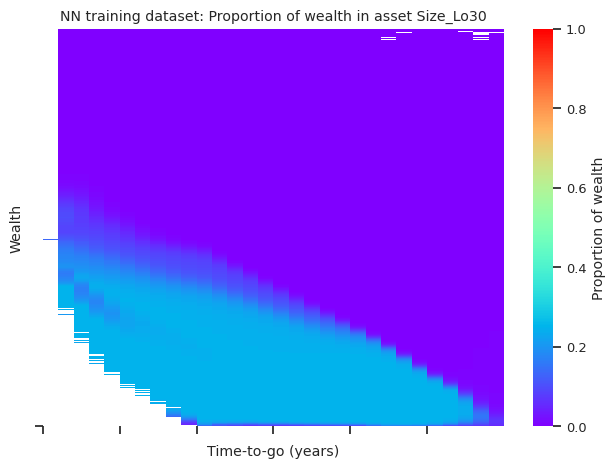 NN training dataset: Proportion of wealth in asset Size_Lo30
Wealth
Time-to-go (years)
1.0
0.8
0.6
0.4
0.2
0.0
Proportion of wealth